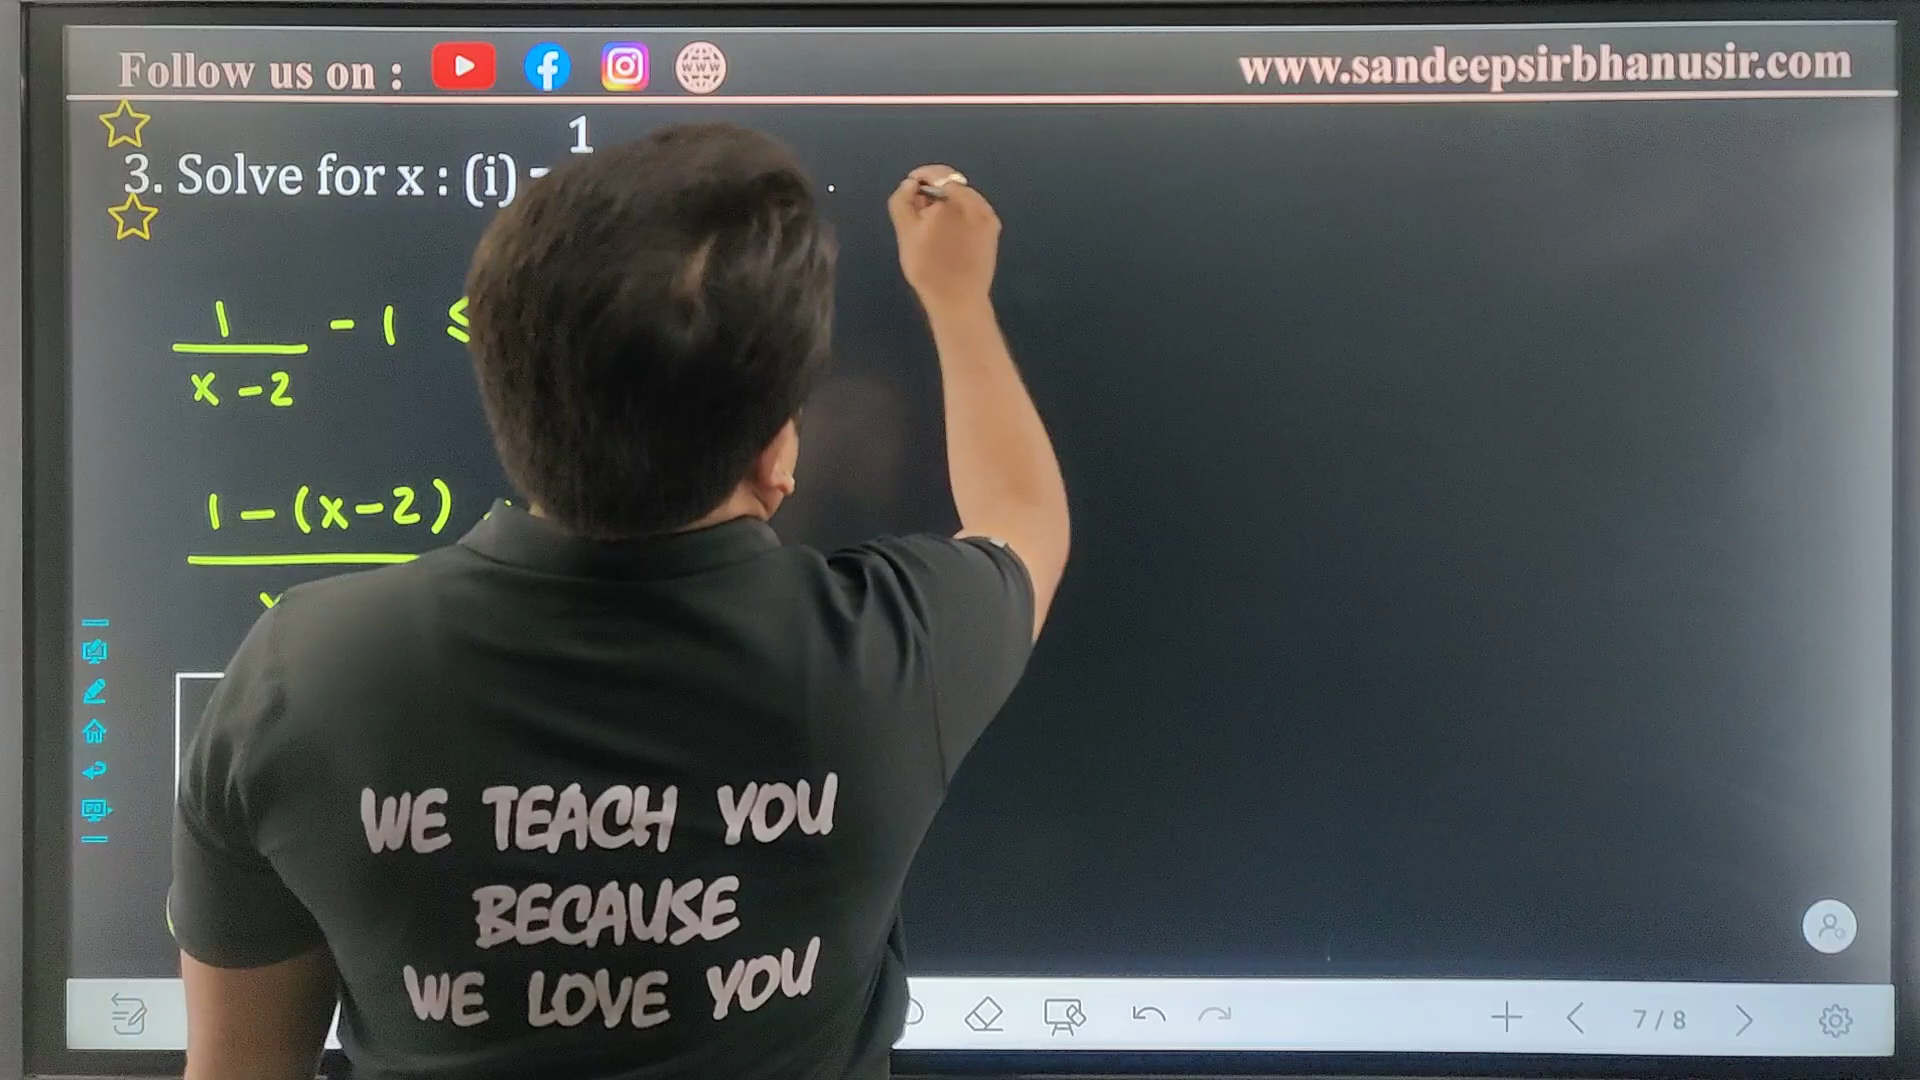 Follow us on :
www
www.sandeepsirbhanusir.com
1
3. Solve for x : (i)
1
- 1 ≤
x - 2
1 - (x - 2)
WE TEACH YOU
BECAUSE
WE LOVE YOU
7 / 8